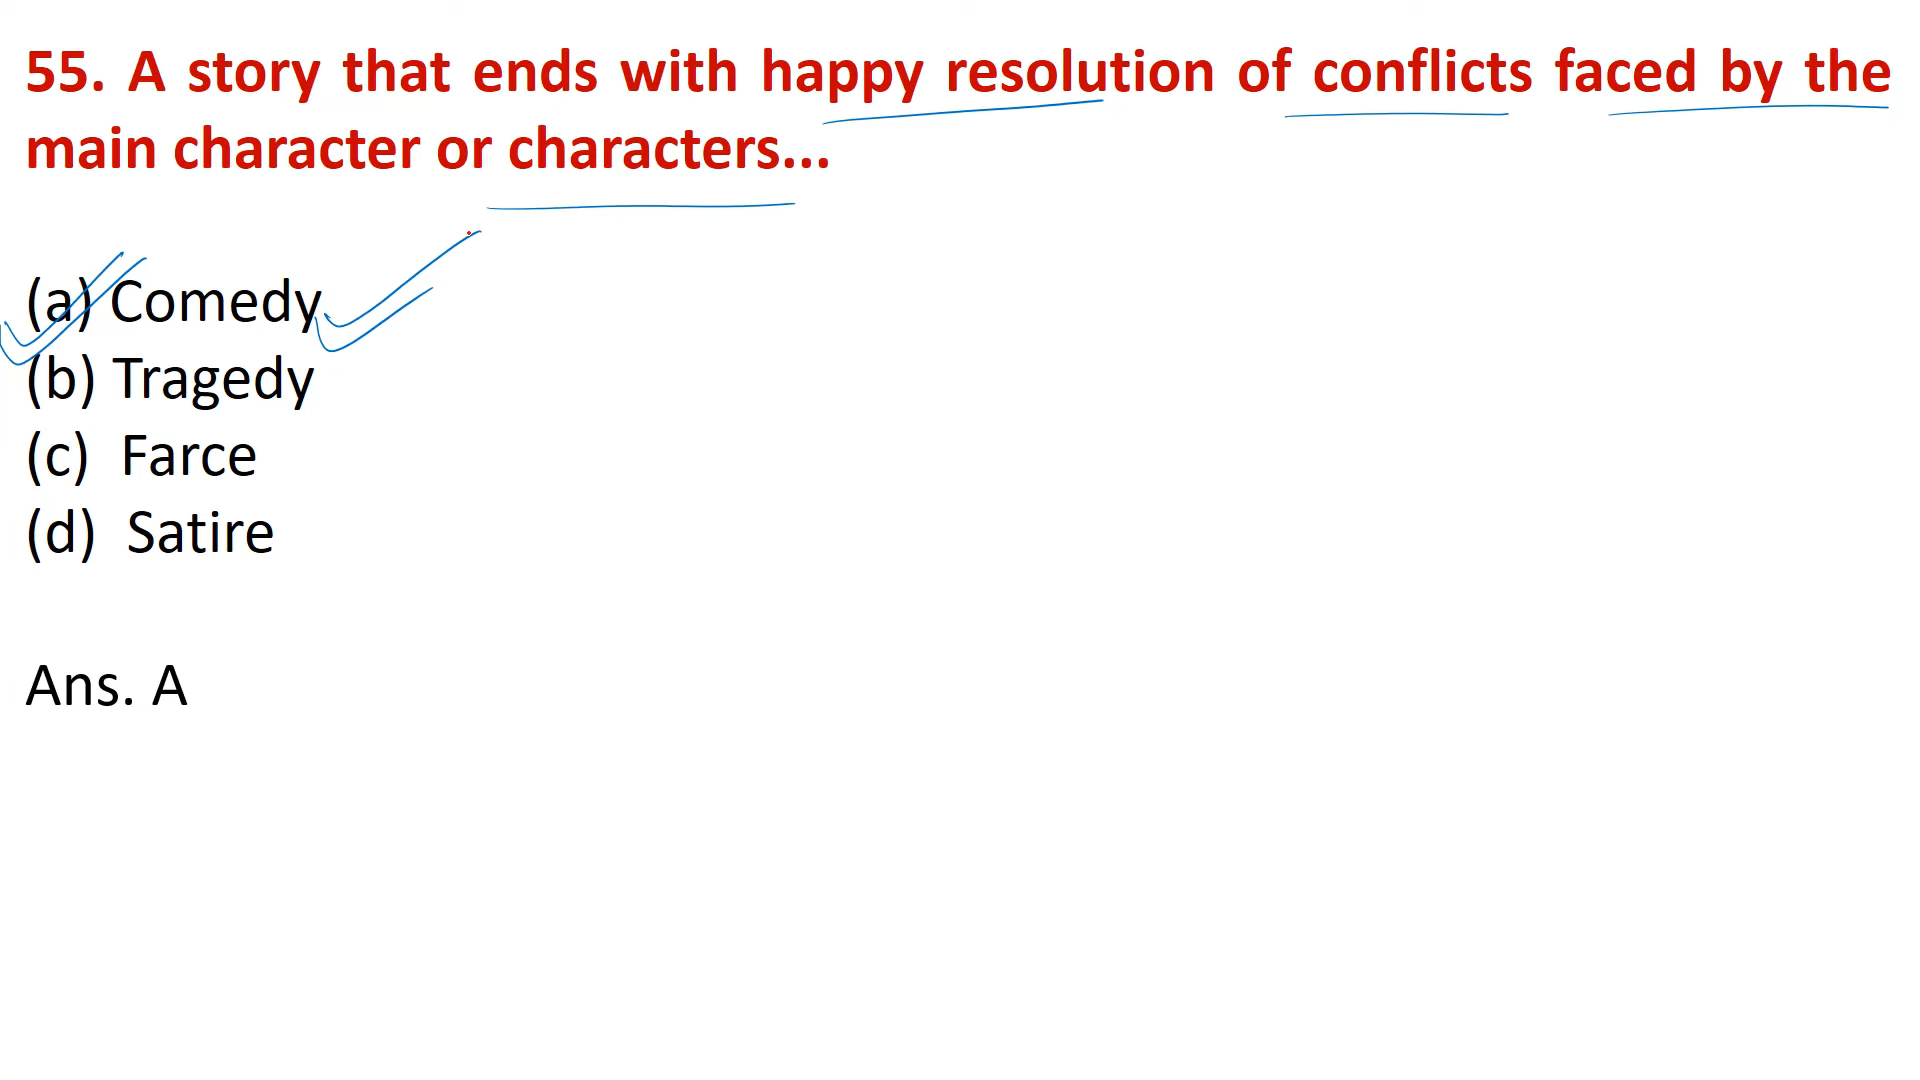 55. A story that ends with happy resolution of conflicts faced by the
main character or characters...
(a) Comedy
(b) Tragedy
(c) Farce
(d) Satire
Ans. A